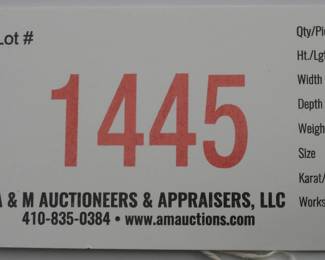 Lot #
1445
A & M AUCTIONEERS & APPRAISERS, LLC
410-835-0384 • www.amauctions.com
Qty/Pi
Ht./Lgt
Width
Depth
Weigh
Size
Karat/
Works